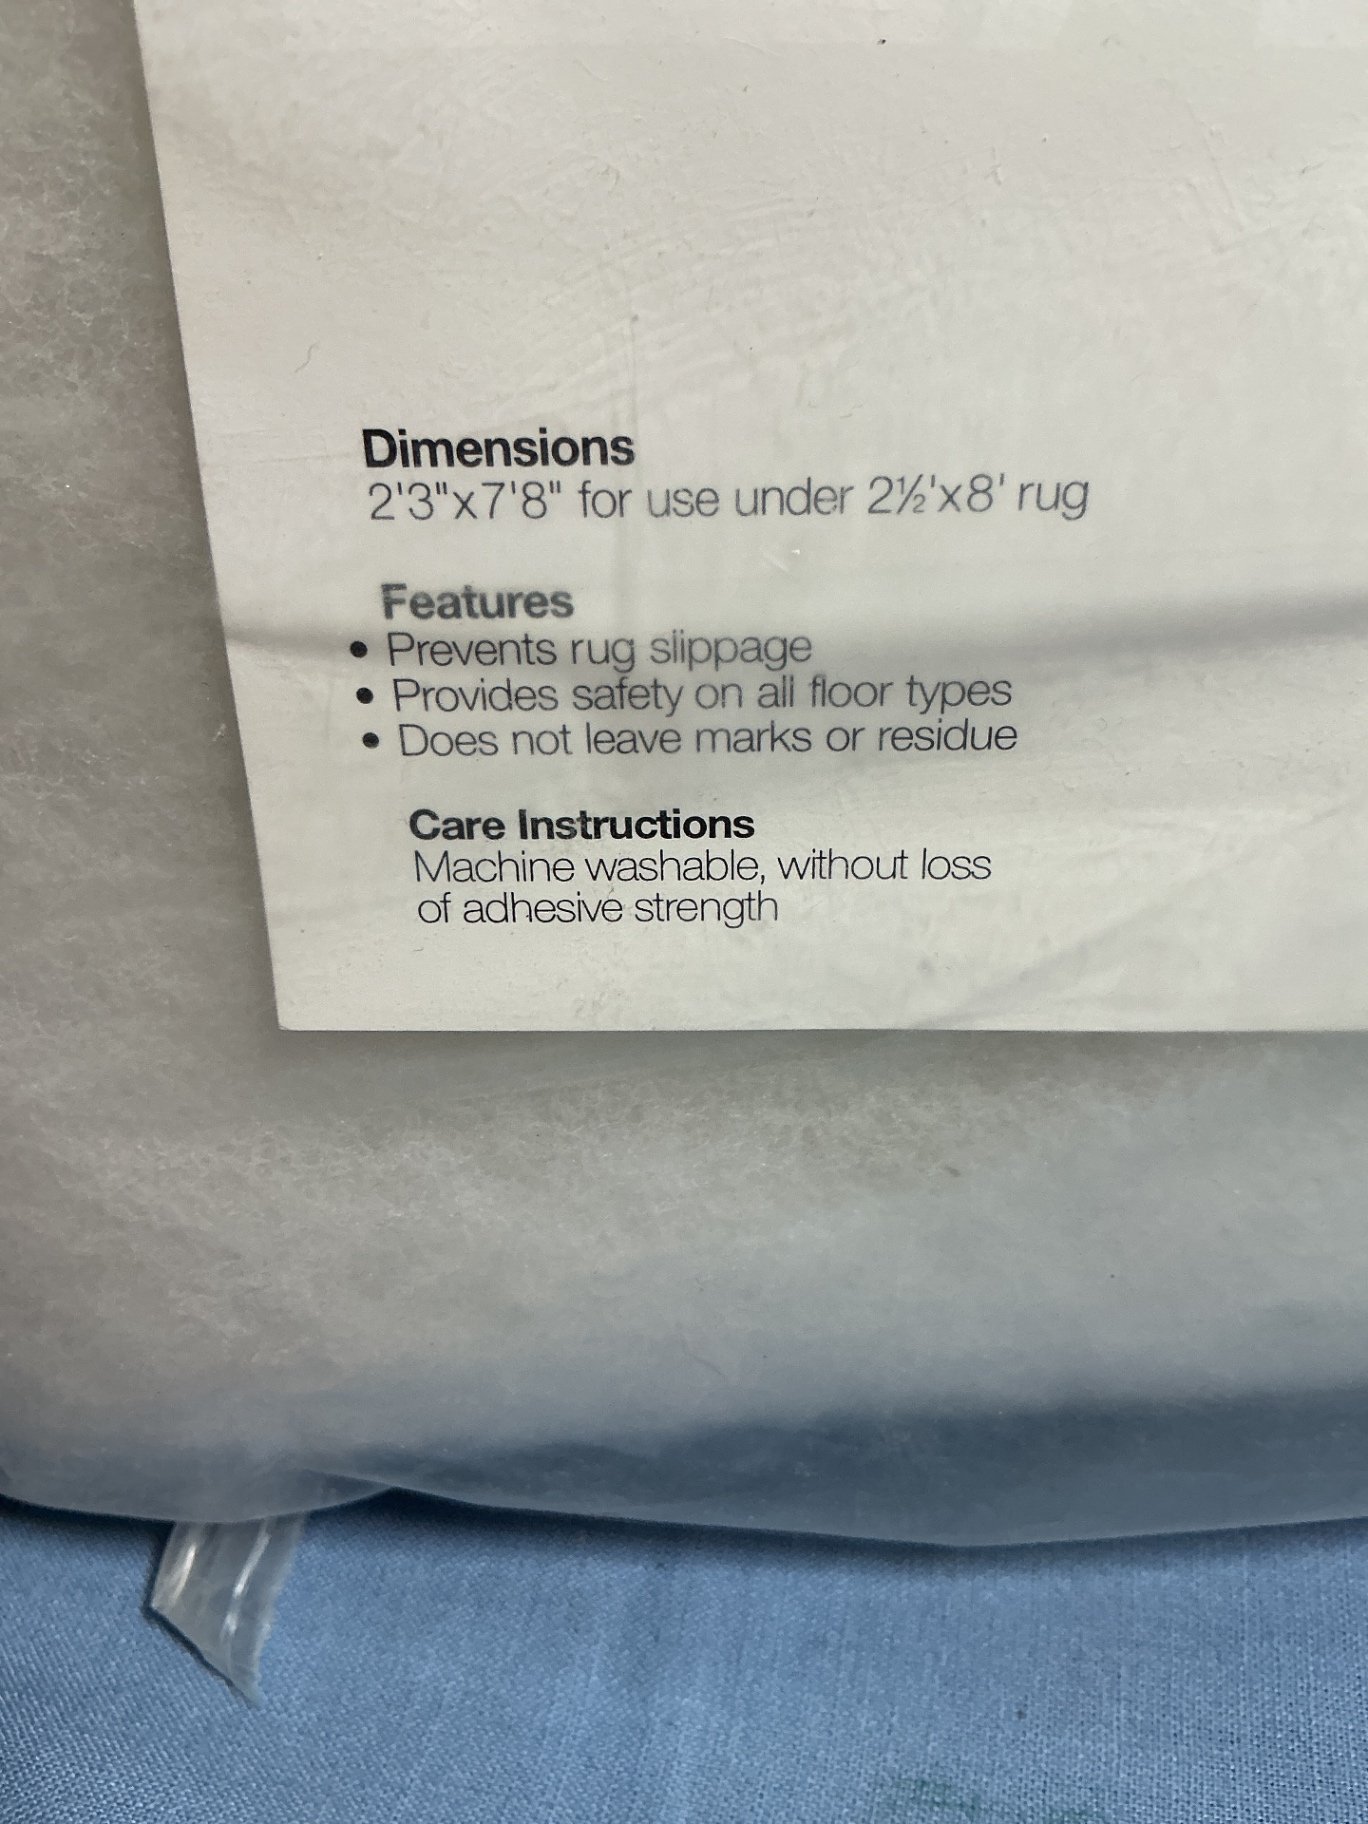 Dimensions
2'3"x7'8" for use under 2½'x8' rug
Features
• Prevents rug slippage
• Provides safety on all floor types
• Does not leave marks or residue
Care Instructions
Machine washable, without loss
of adhesive strength